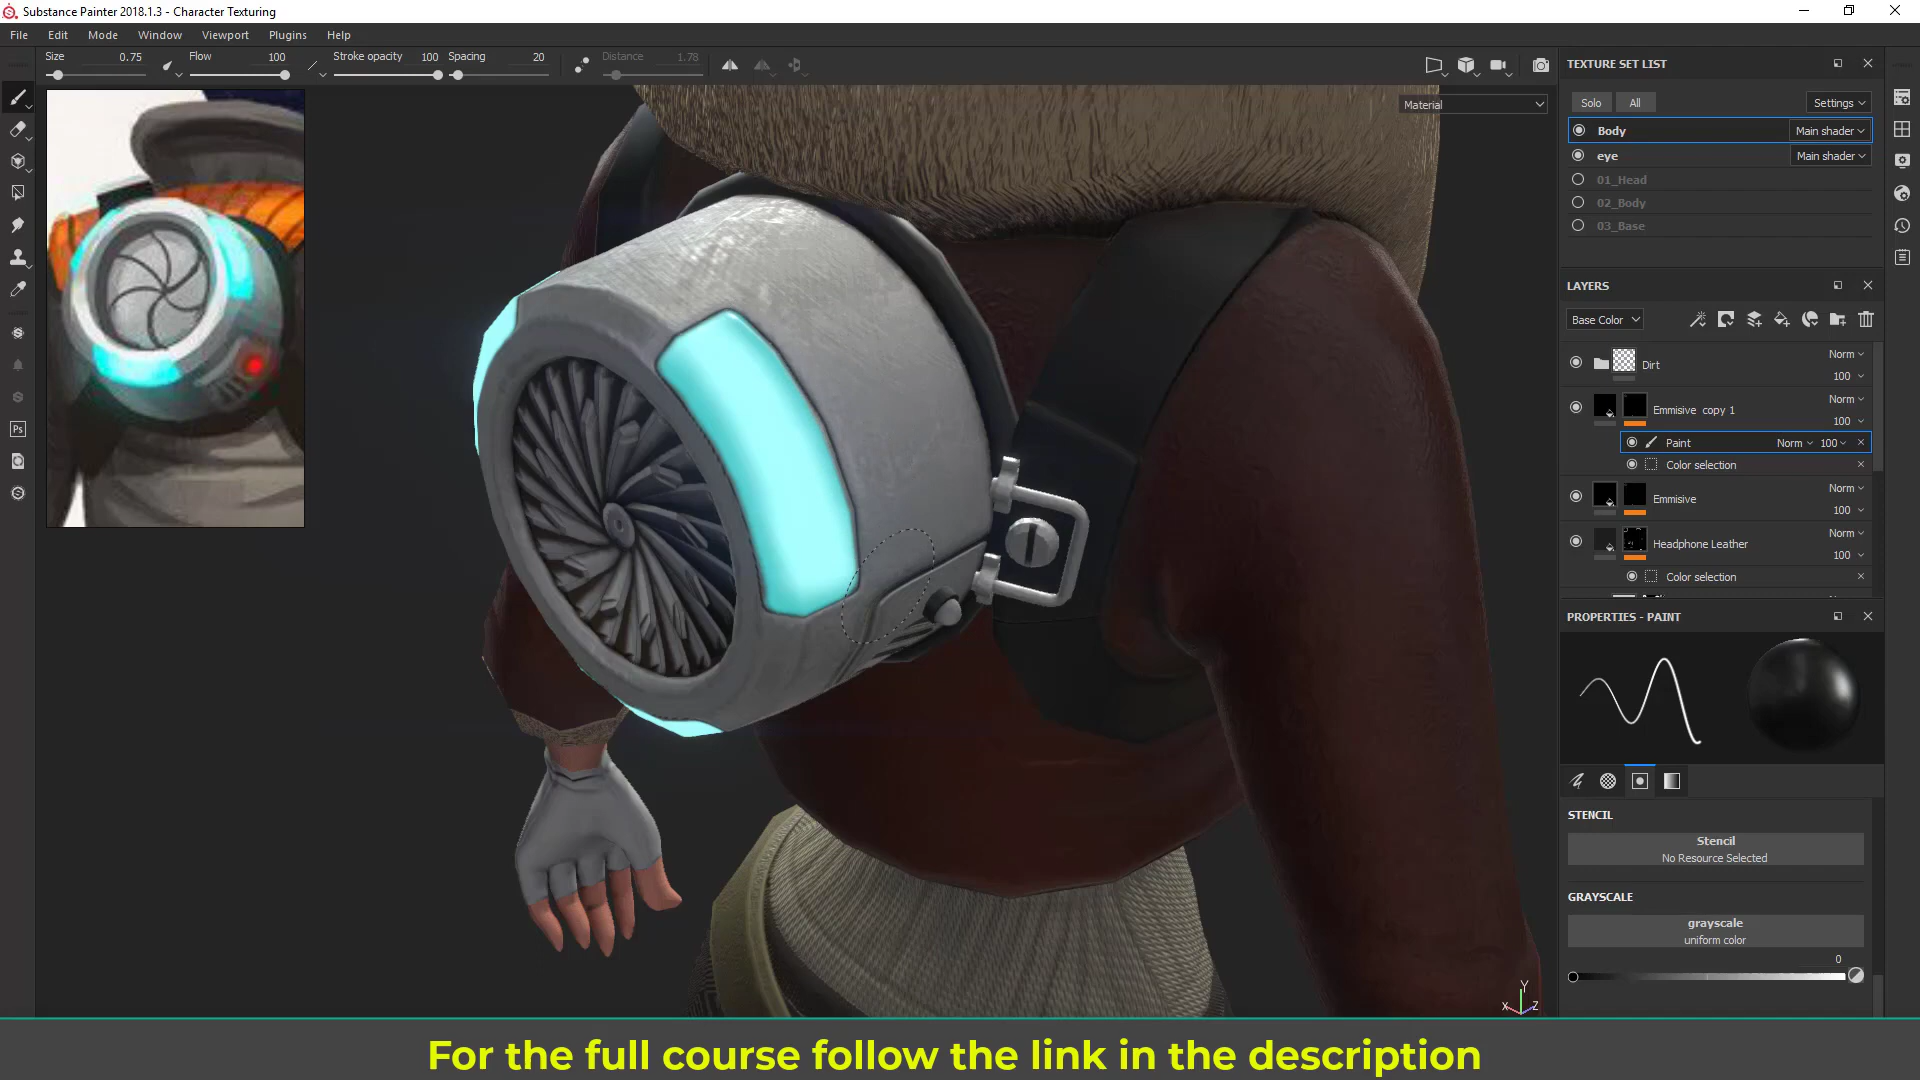 Substance Painter 2018.1.3 - Character Texturing
File Edit Mode Window Viewport Plugins Help
Size 0.75 Flow 100 Stroke opacity 100 Spacing 20 Distance 1.78
Material
TEXTURE SET LIST
Solo All Settings
Body Main shader
eye Main shader
01_Head
02_Body
03_Base
LAYERS
Base Color
Dirt Norm 100
Emmisive copy 1 Norm 100
Paint Norm 100
Color selection
Emmisive Norm 100
Headphone Leather Norm 100
Color selection
PROPERTIES - PAINT
STENCIL
Stencil
No Resource Selected
GRAYSCALE
grayscale
uniform color
0
Ps
Y
X Z
For the full course follow the link in the description